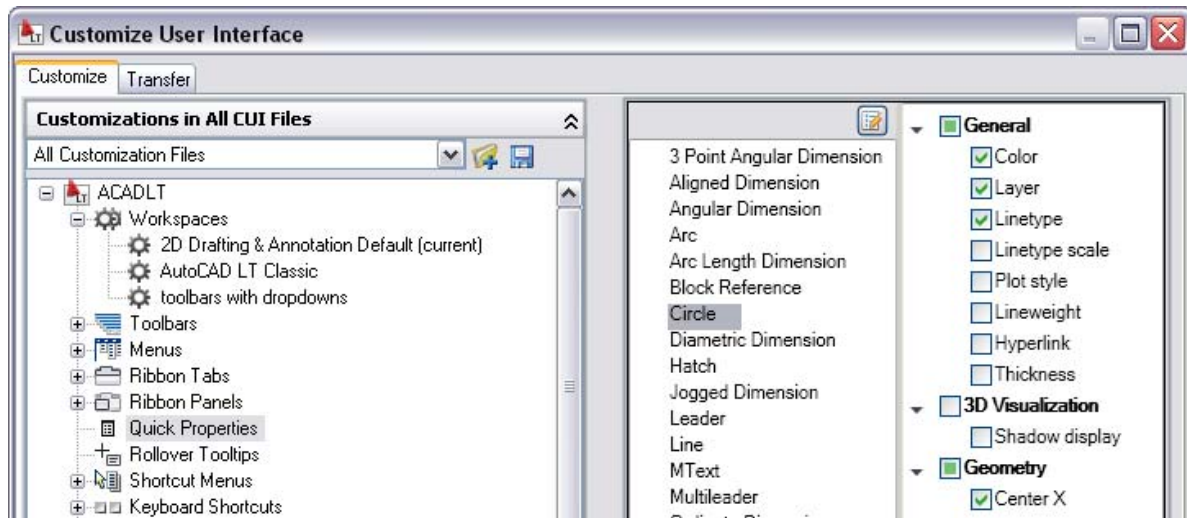 Customize User Interface
Customize
Transfer
Customizations in All CUI Files
All Customization Files
ACADLT
Workspaces
2D Drafting & Annotation Default (current)
AutoCAD LT Classic
toolbars with dropdowns
Toolbars
Menus
Ribbon Tabs
Ribbon Panels
Quick Properties
Rollover Tooltips
Shortcut Menus
Keyboard Shortcuts
3 Point Angular Dimension
Aligned Dimension
Angular Dimension
Arc
Arc Length Dimension
Block Reference
Circle
Diametric Dimension
Hatch
Jogged Dimension
Leader
Line
MText
Multileader
General
Color
Layer
Linetype
Linetype scale
Plot style
Lineweight
Hyperlink
Thickness
3D Visualization
Shadow display
Geometry
Center X